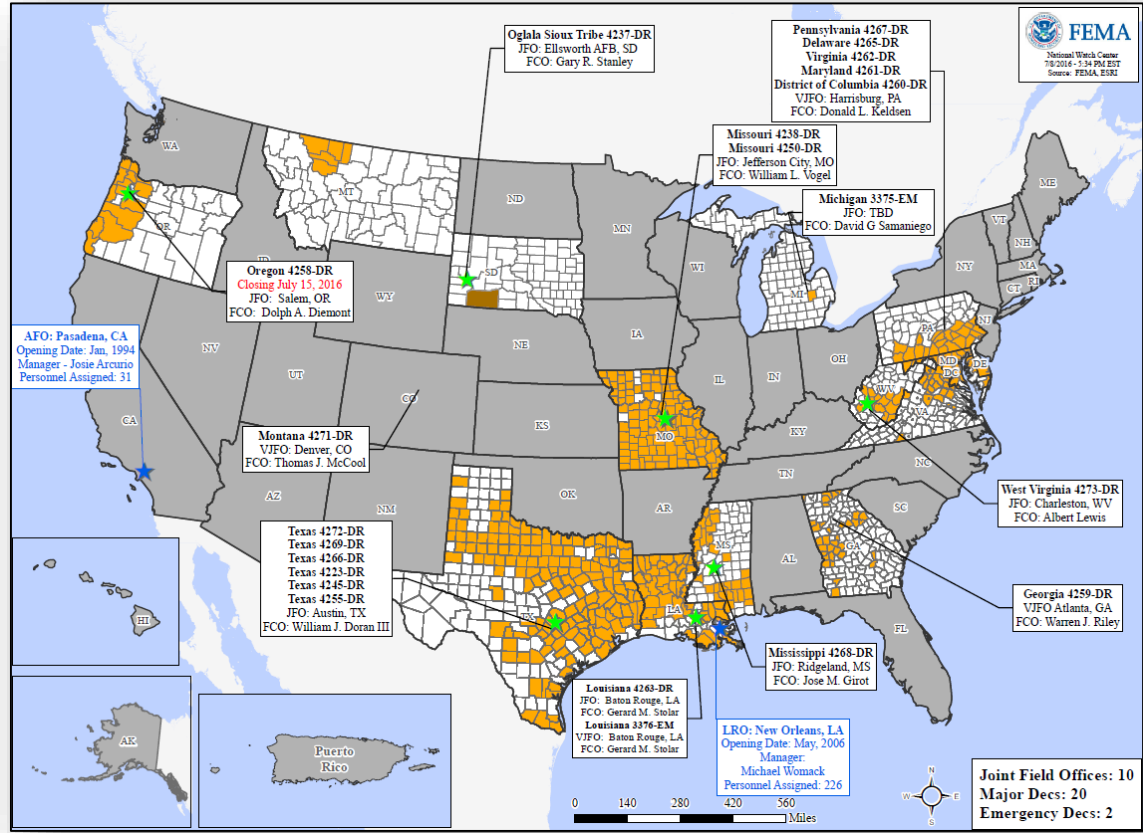 Oglala Sioux Tribe 4237-DR
JFO: Ellsworth AFB, SD
FCO: Gary R. Stanley
Pennsylvania 4267-DR
Delaware 4265-DR
Virginia 4262-DR
Maryland 4261-DR
District of Columbia 4260-DR
VJFO: Harrisburg, PA
FCO: Donald L. Keldsen
FEMA
National Watch Center
7/8/2016 - 5:34 PM EST
Source: FEMA, ESRI
Missouri 4238-DR
Missouri 4250-DR
JFO: Jefferson City, MO
FCO: William L. Vogel
Michigan 3375-EM
JFO: TBD
FCO: David G Samaniego
WA
MT
ND
MN
ME
VT
NH
NY
MA
RI
CT
OR
ID
SD
WI
MI
WY
Oregon 4258-DR
Closing July 15, 2016
JFO: Salem, OR
FCO: Dolph A. Diemont
AFO: Pasadena, CA
Opening Date: Jan, 1994
Manager - Josie Arcurio
Personnel Assigned: 31
PA
NJ
NE
IA
OH
MD
DE
DC
NV
UT
IL
IN
WV
VA
CO
CA
KS
MO
KY
Montana 4271-DR
VJFO: Denver, CO
FCO: Thomas J. McCool
NC
TN
AZ
NM
OK
AR
SC
West Virginia 4273-DR
JFO: Charleston, WV
FCO: Albert Lewis
MS
AL
GA
Texas 4272-DR
Texas 4269-DR
Texas 4266-DR
Texas 4223-DR
Texas 4245-DR
Texas 4255-DR
JFO: Austin, TX
FCO: William J. Doran III
TX
LA
Georgia 4259-DR
VJFO Atlanta, GA
FCO: Warren J. Riley
HI
FL
Mississippi 4268-DR
JFO: Ridgeland, MS
FCO: Jose M. Girot
Louisiana 4263-DR
JFO: Baton Rouge, LA
FCO: Gerard M. Stolar
Louisiana 3376-EM
VJFO: Baton Rouge, LA
FCO: Gerard M. Stolar
LRO: New Orleans, LA
Opening Date: May, 2006
Manager:
Michael Womack
Personnel Assigned: 226
AK
Puerto
Rico
N
W E
S
0 140 280 420 560
Miles
Joint Field Offices: 10
Major Decs: 20
Emergency Decs: 2